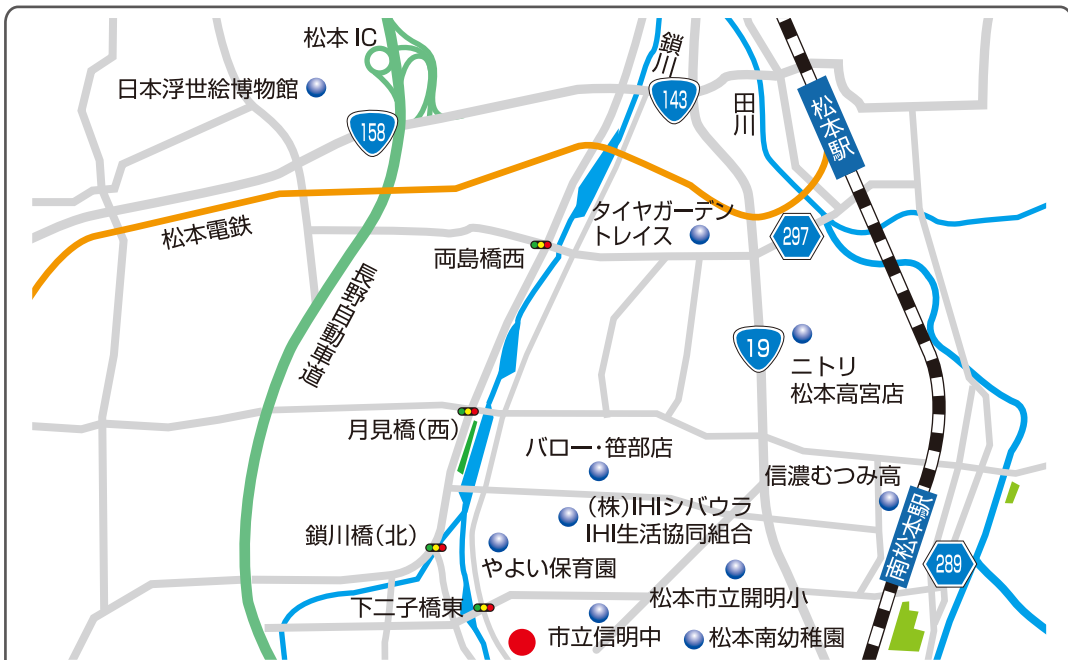 松本IC
鎖川
日本浮世絵博物館
143
田川
158
松本駅
タイヤガーデン
トレイス
松本電鉄
297
両島橋西
長野自動車道
19
ニトリ
松本高宮店
月見橋(西)
バロー・笹部店
信濃むつみ高
(株)IHIシバウラ
IHI生活協同組合
南松本駅
鎖川橋(北)
やよい保育園
289
松本市立開明小
下二子橋東
市立信明中
松本南幼稚園